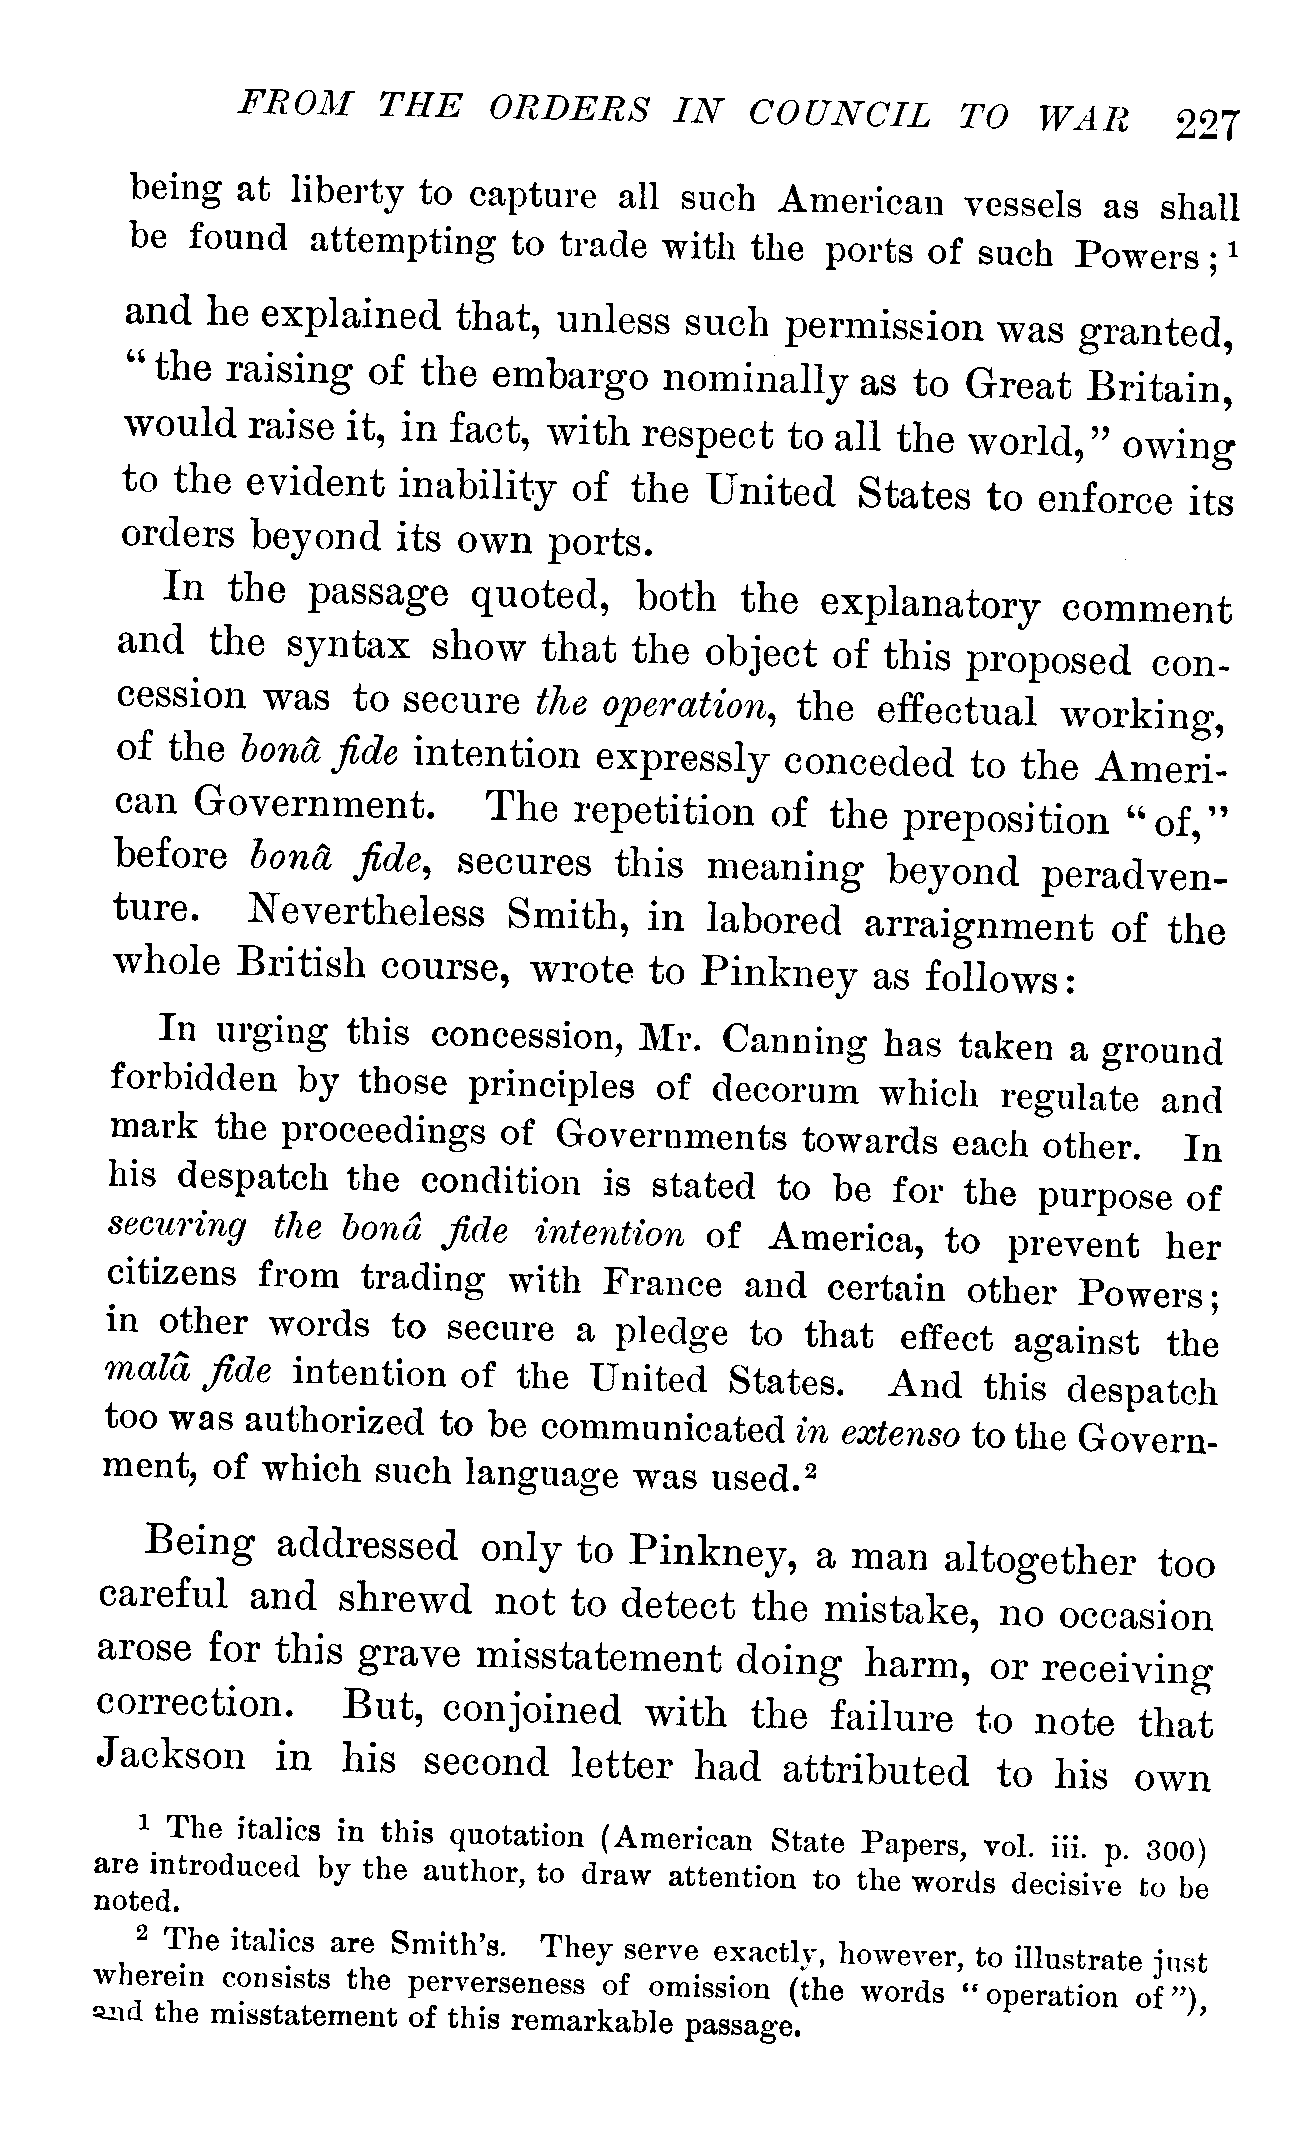 FROM THE ORDERS IN COUNCIL TO WAR 227
being at liberty to capture all such American vessels as shall
be found attempting to trade with the ports of such Powers;¹
and he explained that, unless such permission was granted,
“the raising of the embargo nominally as to Great Britain,
would raise it, in fact, with respect to all the world,” owing
to the evident inability of the United States to enforce its
orders beyond its own ports.
In the passage quoted, both the explanatory comment
and the syntax show that the object of this proposed con-
cession was to secure the operation, the effectual working,
of the bonâ fide intention expressly conceded to the Ameri-
can Government. The repetition of the preposition “of,”
before bonâ fide, secures this meaning beyond peradven-
ture. Nevertheless Smith, in labored arraignment of the
whole British course, wrote to Pinkney as follows:
In urging this concession, Mr. Canning has taken a ground
forbidden by those principles of decorum which regulate and
mark the proceedings of Governments towards each other. In
his despatch the condition is stated to be for the purpose of
securing the bonâ fide intention of America, to prevent her
citizens from trading with France and certain other Powers;
in other words to secure a pledge to that effect against the
malâ fide intention of the United States. And this despatch
too was authorized to be communicated in extenso to the Govern-
ment, of which such language was used.²
Being addressed only to Pinkney, a man altogether too
careful and shrewd not to detect the mistake, no occasion
arose for this grave misstatement doing harm, or receiving
correction. But, conjoined with the failure to note that
Jackson in his second letter had attributed to his own
¹ The italics in this quotation (American State Papers, vol. iii. p. 300)
are introduced by the author, to draw attention to the words decisive to be
noted.
² The italics are Smith’s. They serve exactly, however, to illustrate just
wherein consists the perverseness of omission (the words “operation of”),
and the misstatement of this remarkable passage.